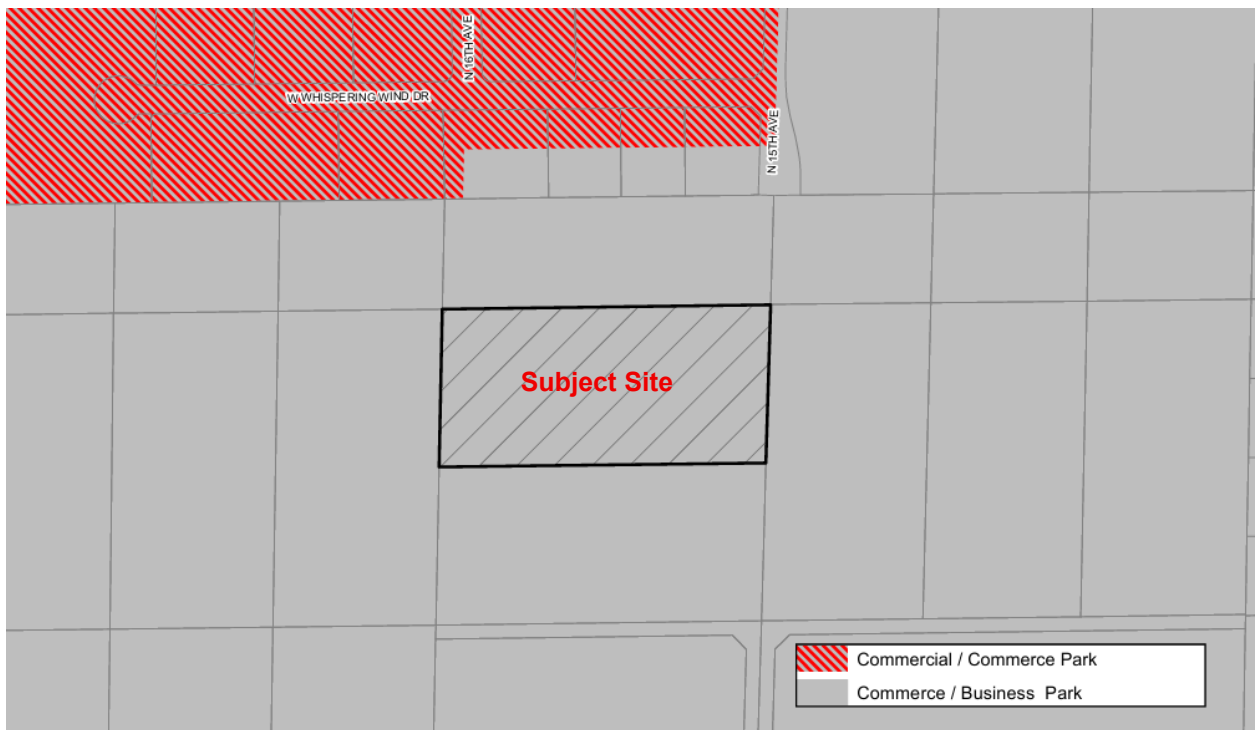 N 16TH AVE
W WHISPERING WIND DR
N 15TH AVE
Subject Site
Commercial / Commerce Park
Commerce / Business Park